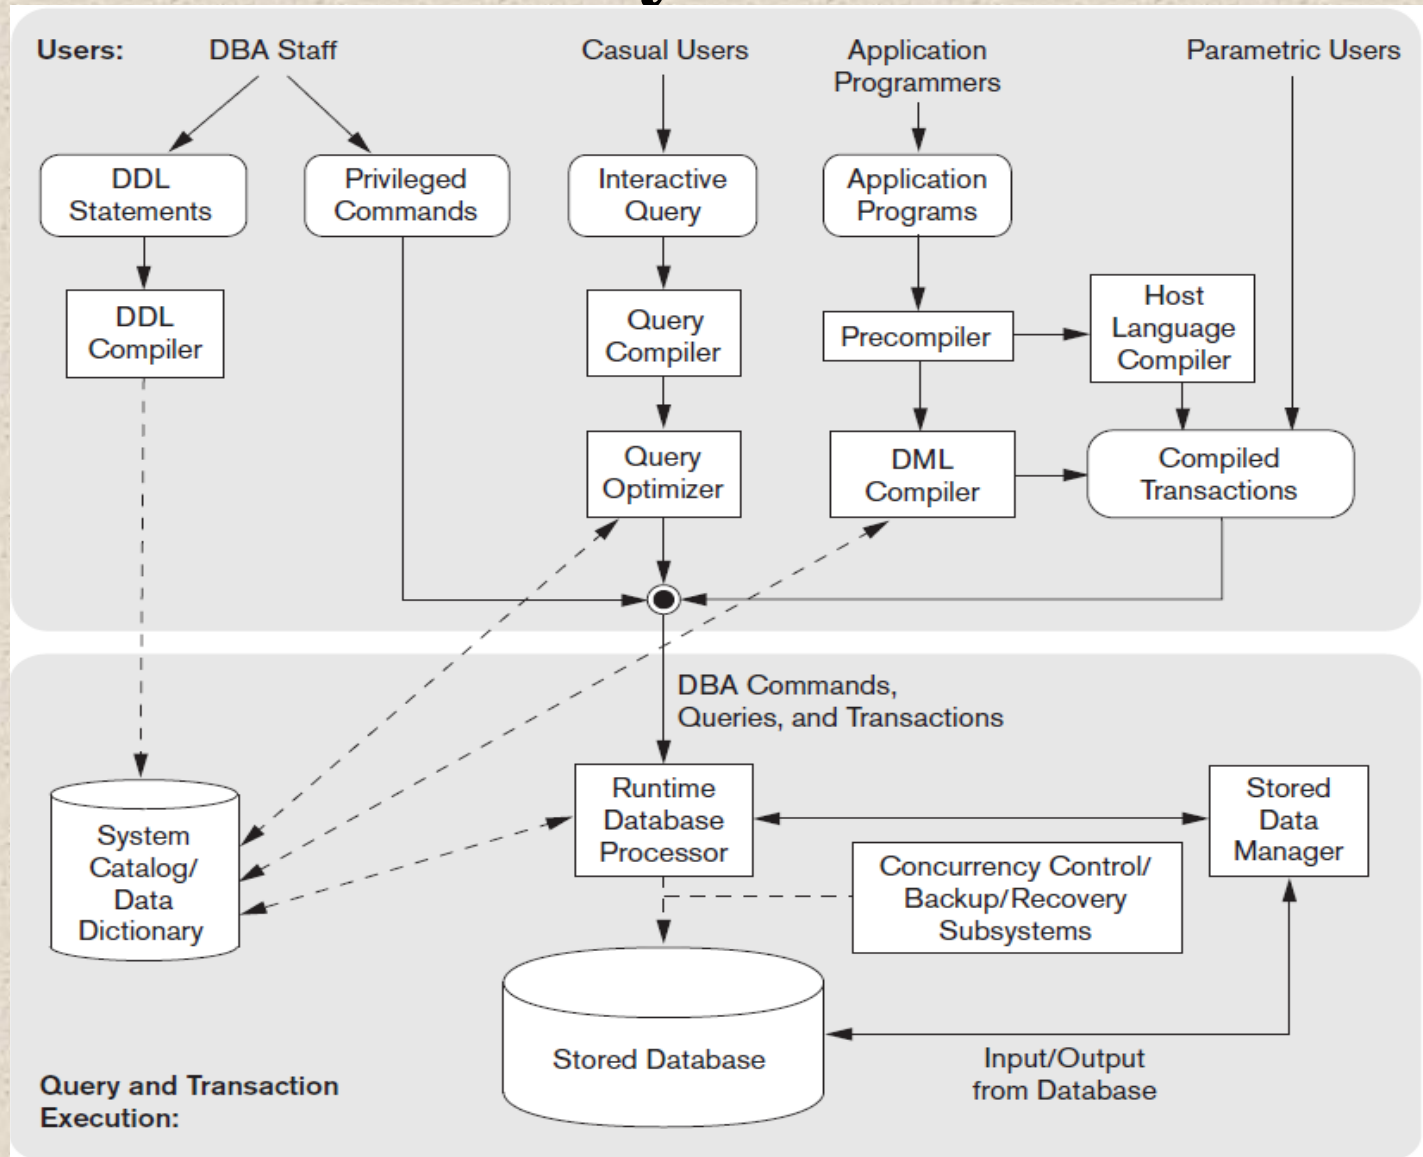 Users:
DBA Staff
Casual Users
Application
Programmers
Parametric Users
DDL
Statements
Privileged
Commands
Interactive
Query
Application
Programs
DDL
Compiler
Query
Compiler
Precompiler
Host
Language
Compiler
Query
Optimizer
DML
Compiler
Compiled
Transactions
DBA Commands,
Queries, and Transactions
System
Catalog/
Data
Dictionary
Runtime
Database
Processor
Stored
Data
Manager
Concurrency Control/
Backup/Recovery
Subsystems
Stored Database
Input/Output
from Database
Query and Transaction
Execution: